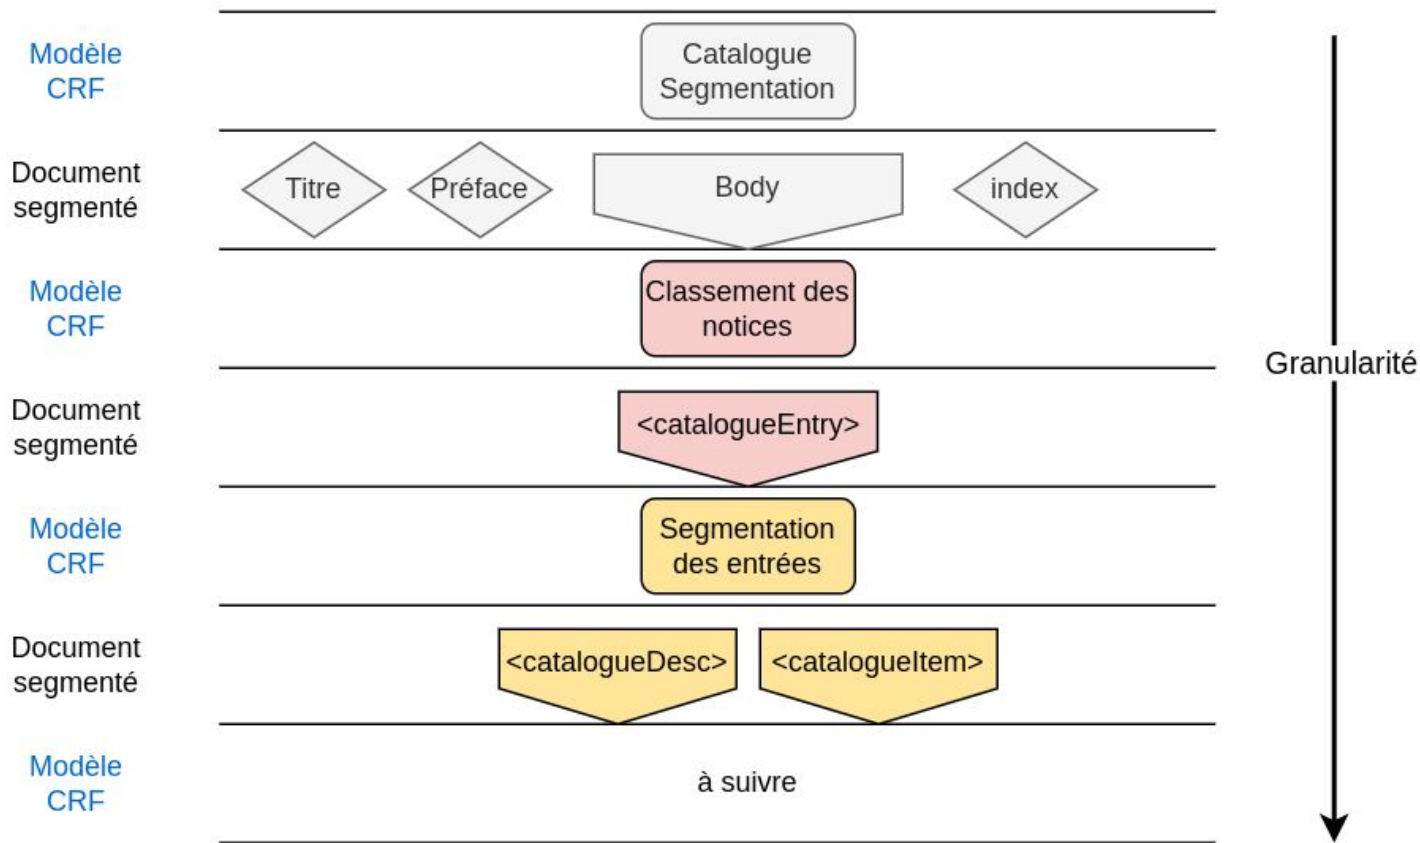 Modèle
CRF
Catalogue
Segmentation
Document
segmenté
Titre
Préface
Body
index
Modèle
CRF
Classement des
notices
Granularité
Document
segmenté
<catalogueEntry>
Modèle
CRF
Segmentation
des entrées
Document
segmenté
<catalogueDesc>
<catalogueItem>
Modèle
CRF
à suivre